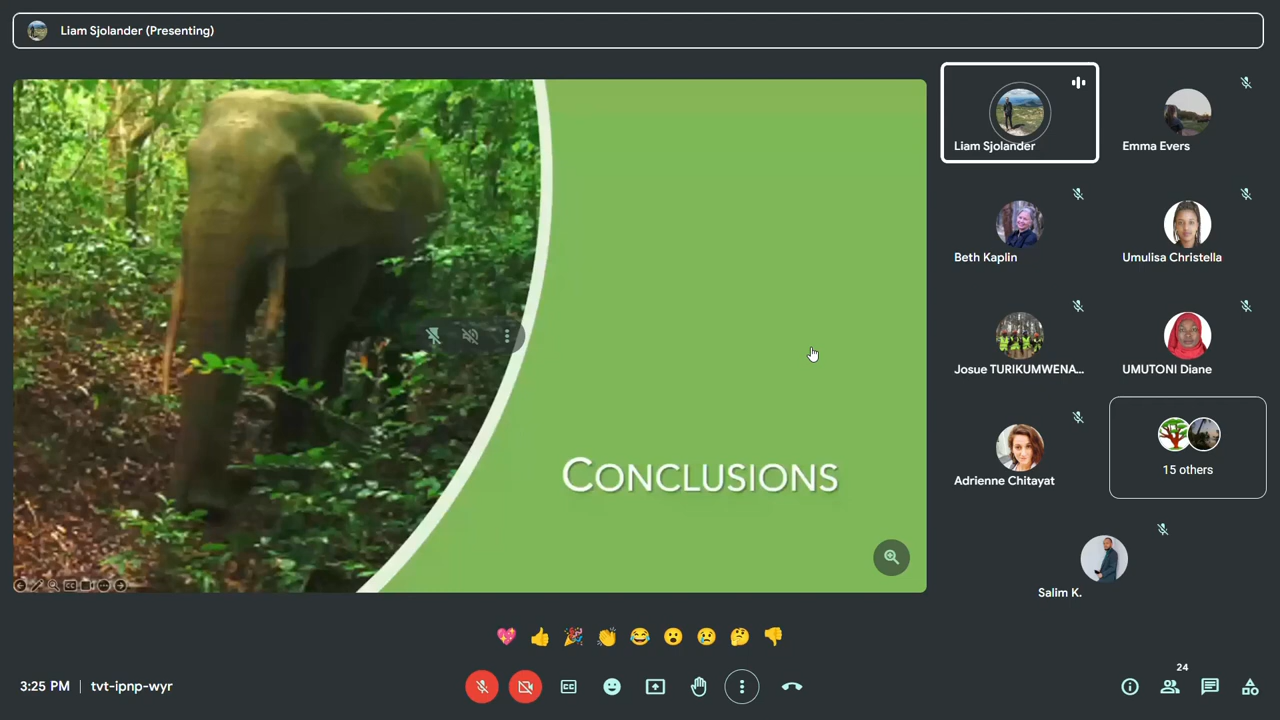 Liam Sjolander (Presenting)
CONCLUSIONS
Liam Sjolander
Emma Evers
Beth Kaplin
Umulisa Christella
Josue TURIKUMWENA...
UMUTONI Diane
Adrienne Chitayat
15 others
Salim K.
3:25 PM | tvt-ipnp-wyr
24